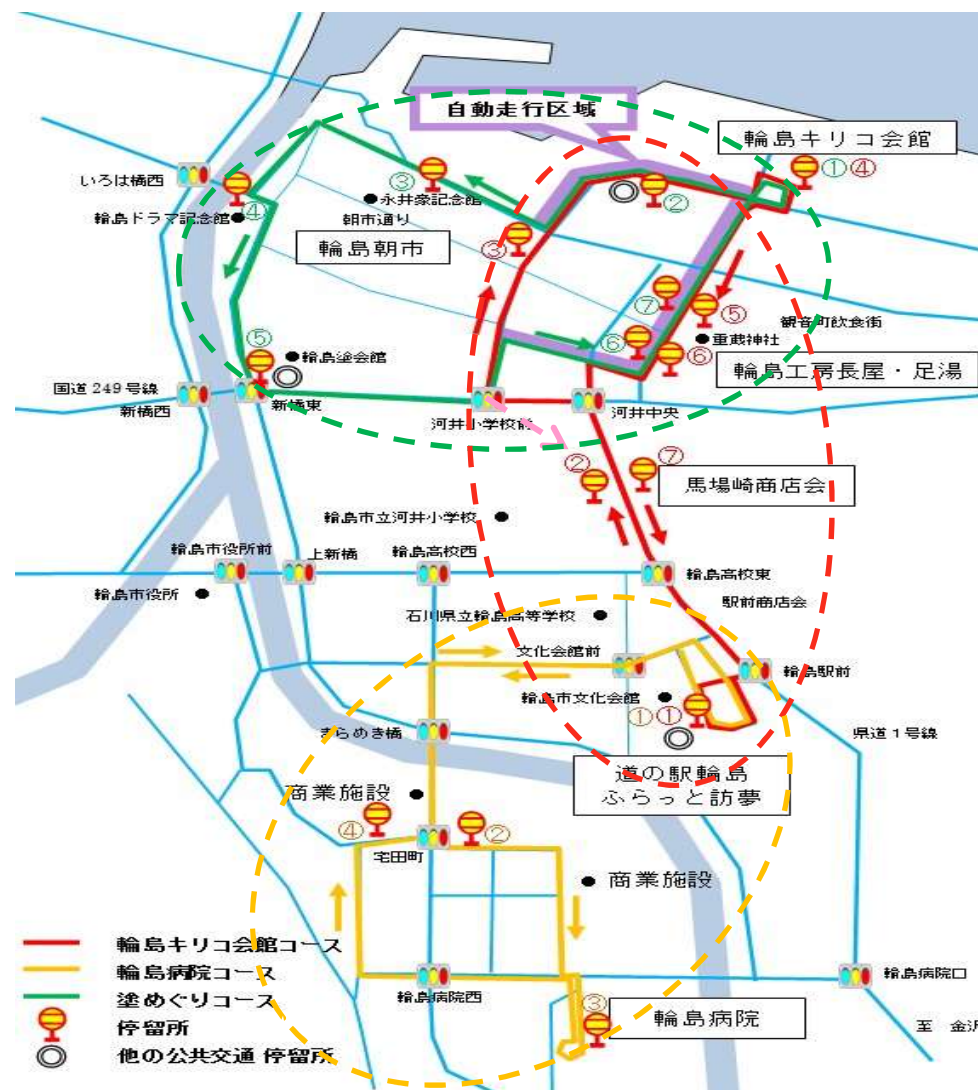 自動走行区域
輪島キリコ会館
① ④
いろは橋西
③
永井豪記念館
②
輪島ドラマ記念館
④
朝市通り
輪島朝市
③
⑦
⑤
観音町飲食街
重蔵神社
⑤
輪島塗会館
⑥
⑥
輪島工房長屋・足湯
国道249号線
新橋西
新橋東
河井小学校前
河井中央
②
⑦
馬場崎商店会
輪島市立河井小学校
輪島市役所前
上新橋
輪島高校西
輪島高校東
輪島市役所
駅前商店会
石川県立輪島高等学校
文化会館前
輪島駅前
輪島市文化会館
① ①
県道1号線
きらめき橋
道の駅輪島
ふらっと訪夢
商業施設
④
②
宅田町
商業施設
輪島キリコ会館コース
輪島病院コース
輪島病院西
輪島病院口
塗めぐりコース
③
輪島病院
停留所
至 金沢
他の公共交通 停留所